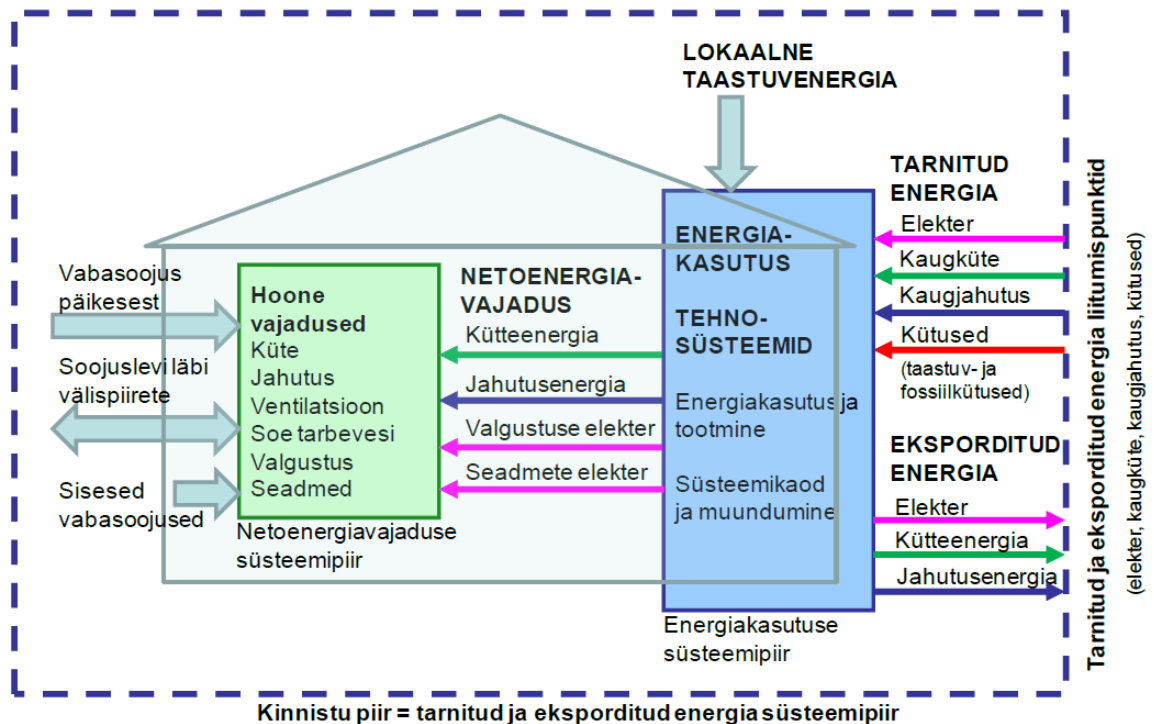 LOKAALNE
TAASTUVENERGIA
Vabasoojus
päikesest
Soojuslevi läbi
välispiirete
Sisesed
vabasoojused
Hoone
vajadused
Küte
Jahutus
Ventilatsioon
Soe tarbevesi
Valgustus
Seadmed
Netoenergiavajaduse
süsteemipiir
NETOENERGIA-
VAJADUS
Kütteenergia
Jahutusenergia
Valgustuse elekter
Seadmete elekter
ENERGIA-
KASUTUS
TEHNO-
SÜSTEEMID
Energiakasutus ja
tootmine
Süsteemikaod
ja muundumine
Energiakasutuse
süsteemipiir
TARNITUD
ENERGIA
Elekter
Kaugküte
Kaugjahutus
Kütused
(taastuv- ja
fossiilkütused)
EKSPORDITUD
ENERGIA
Elekter
Kütteenergia
Jahutusenergia
Tarnitud ja eksporditud energia liitumispunktid
(elekter, kaugküte, kaugjahutus, kütused)
Kinnistu piir = tarnitud ja eksporditud energia süsteemipiir